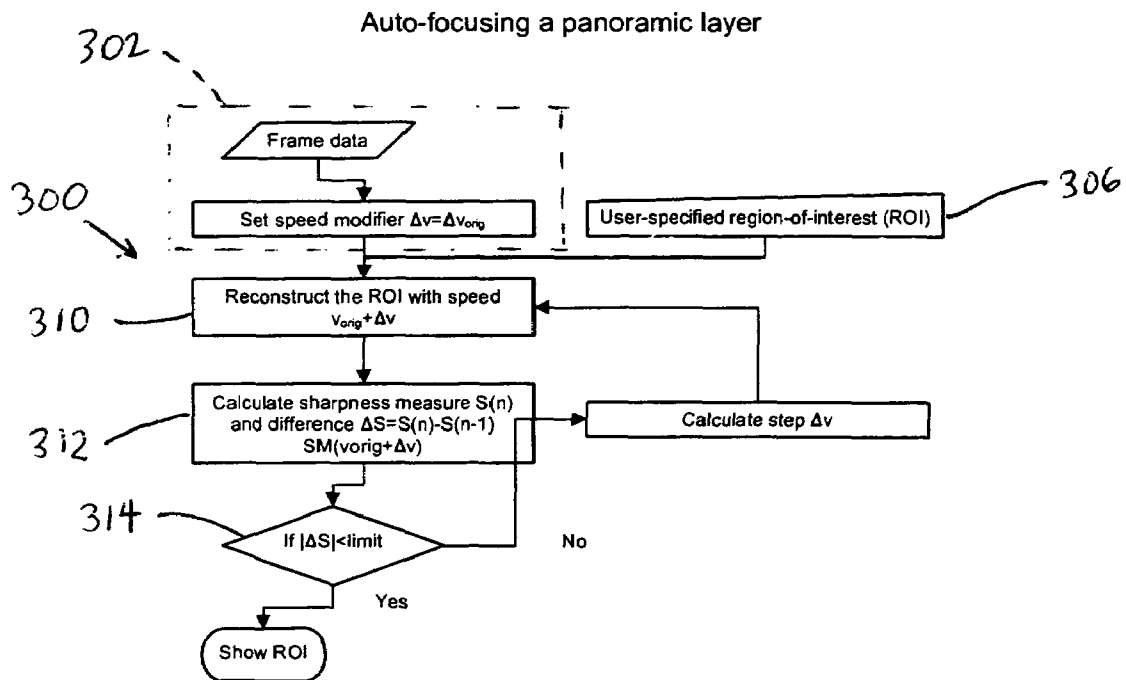 Auto-focusing a panoramic layer
302
Frame data
300
306
Set speed modifier Δv=Δv_orig
User-specified region-of-interest (ROI)
Reconstruct the ROI with speed
v_orig+Δv
310
Calculate sharpness measure S(n)
and difference ΔS=S(n)-S(n-1)
SM(vorig+Δv)
Calculate step Δv
312
314
If |ΔS|<limit
No
Yes
Show ROI